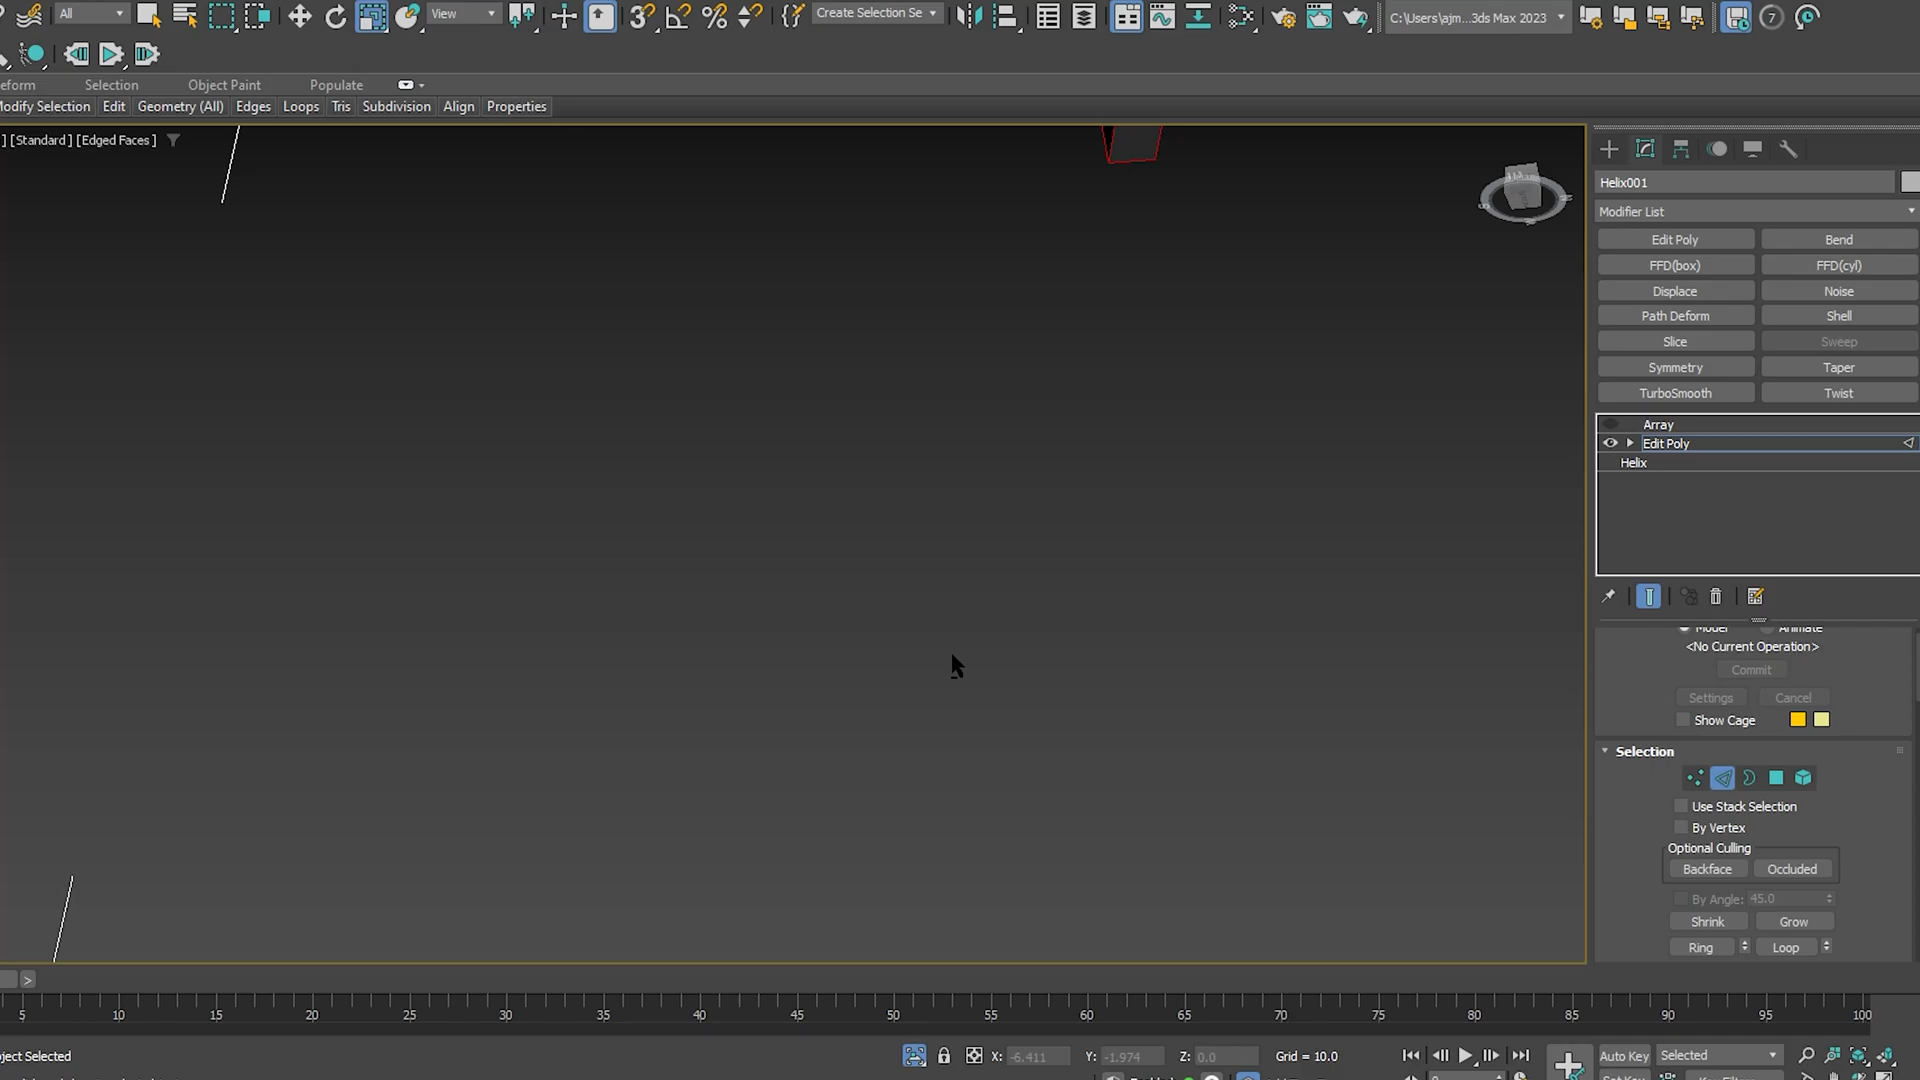 All
View
Create Selection Se
C:\Users\ajm...3ds Max 2023
7
eform
Selection
Object Paint
Populate
Modify Selection
Edit
Geometry (All)
Edges
Loops
Tris
Subdivision
Align
Properties
] [Standard ] [Edged Faces ]
Helix001
Modifier List
Edit Poly
Bend
FFD(box)
FFD(cyl)
Displace
Noise
Path Deform
Shell
Slice
Sweep
Symmetry
Taper
TurboSmooth
Twist
Array
Edit Poly
Helix
Model
Animate
<No Current Operation>
Commit
Settings
Cancel
Show Cage
Selection
Use Stack Selection
By Vertex
Optional Culling
Backface
Occluded
By Angle: 45.0
Shrink
Grow
Ring
Loop
>
5 10 15 20 25 30 35 40 45 50 55 60 65 70 75 80 85 90 95 100
ject Selected
X: -6.411
Y: -1.974
Z: 0.0
Grid = 10.0
Auto Key
Selected